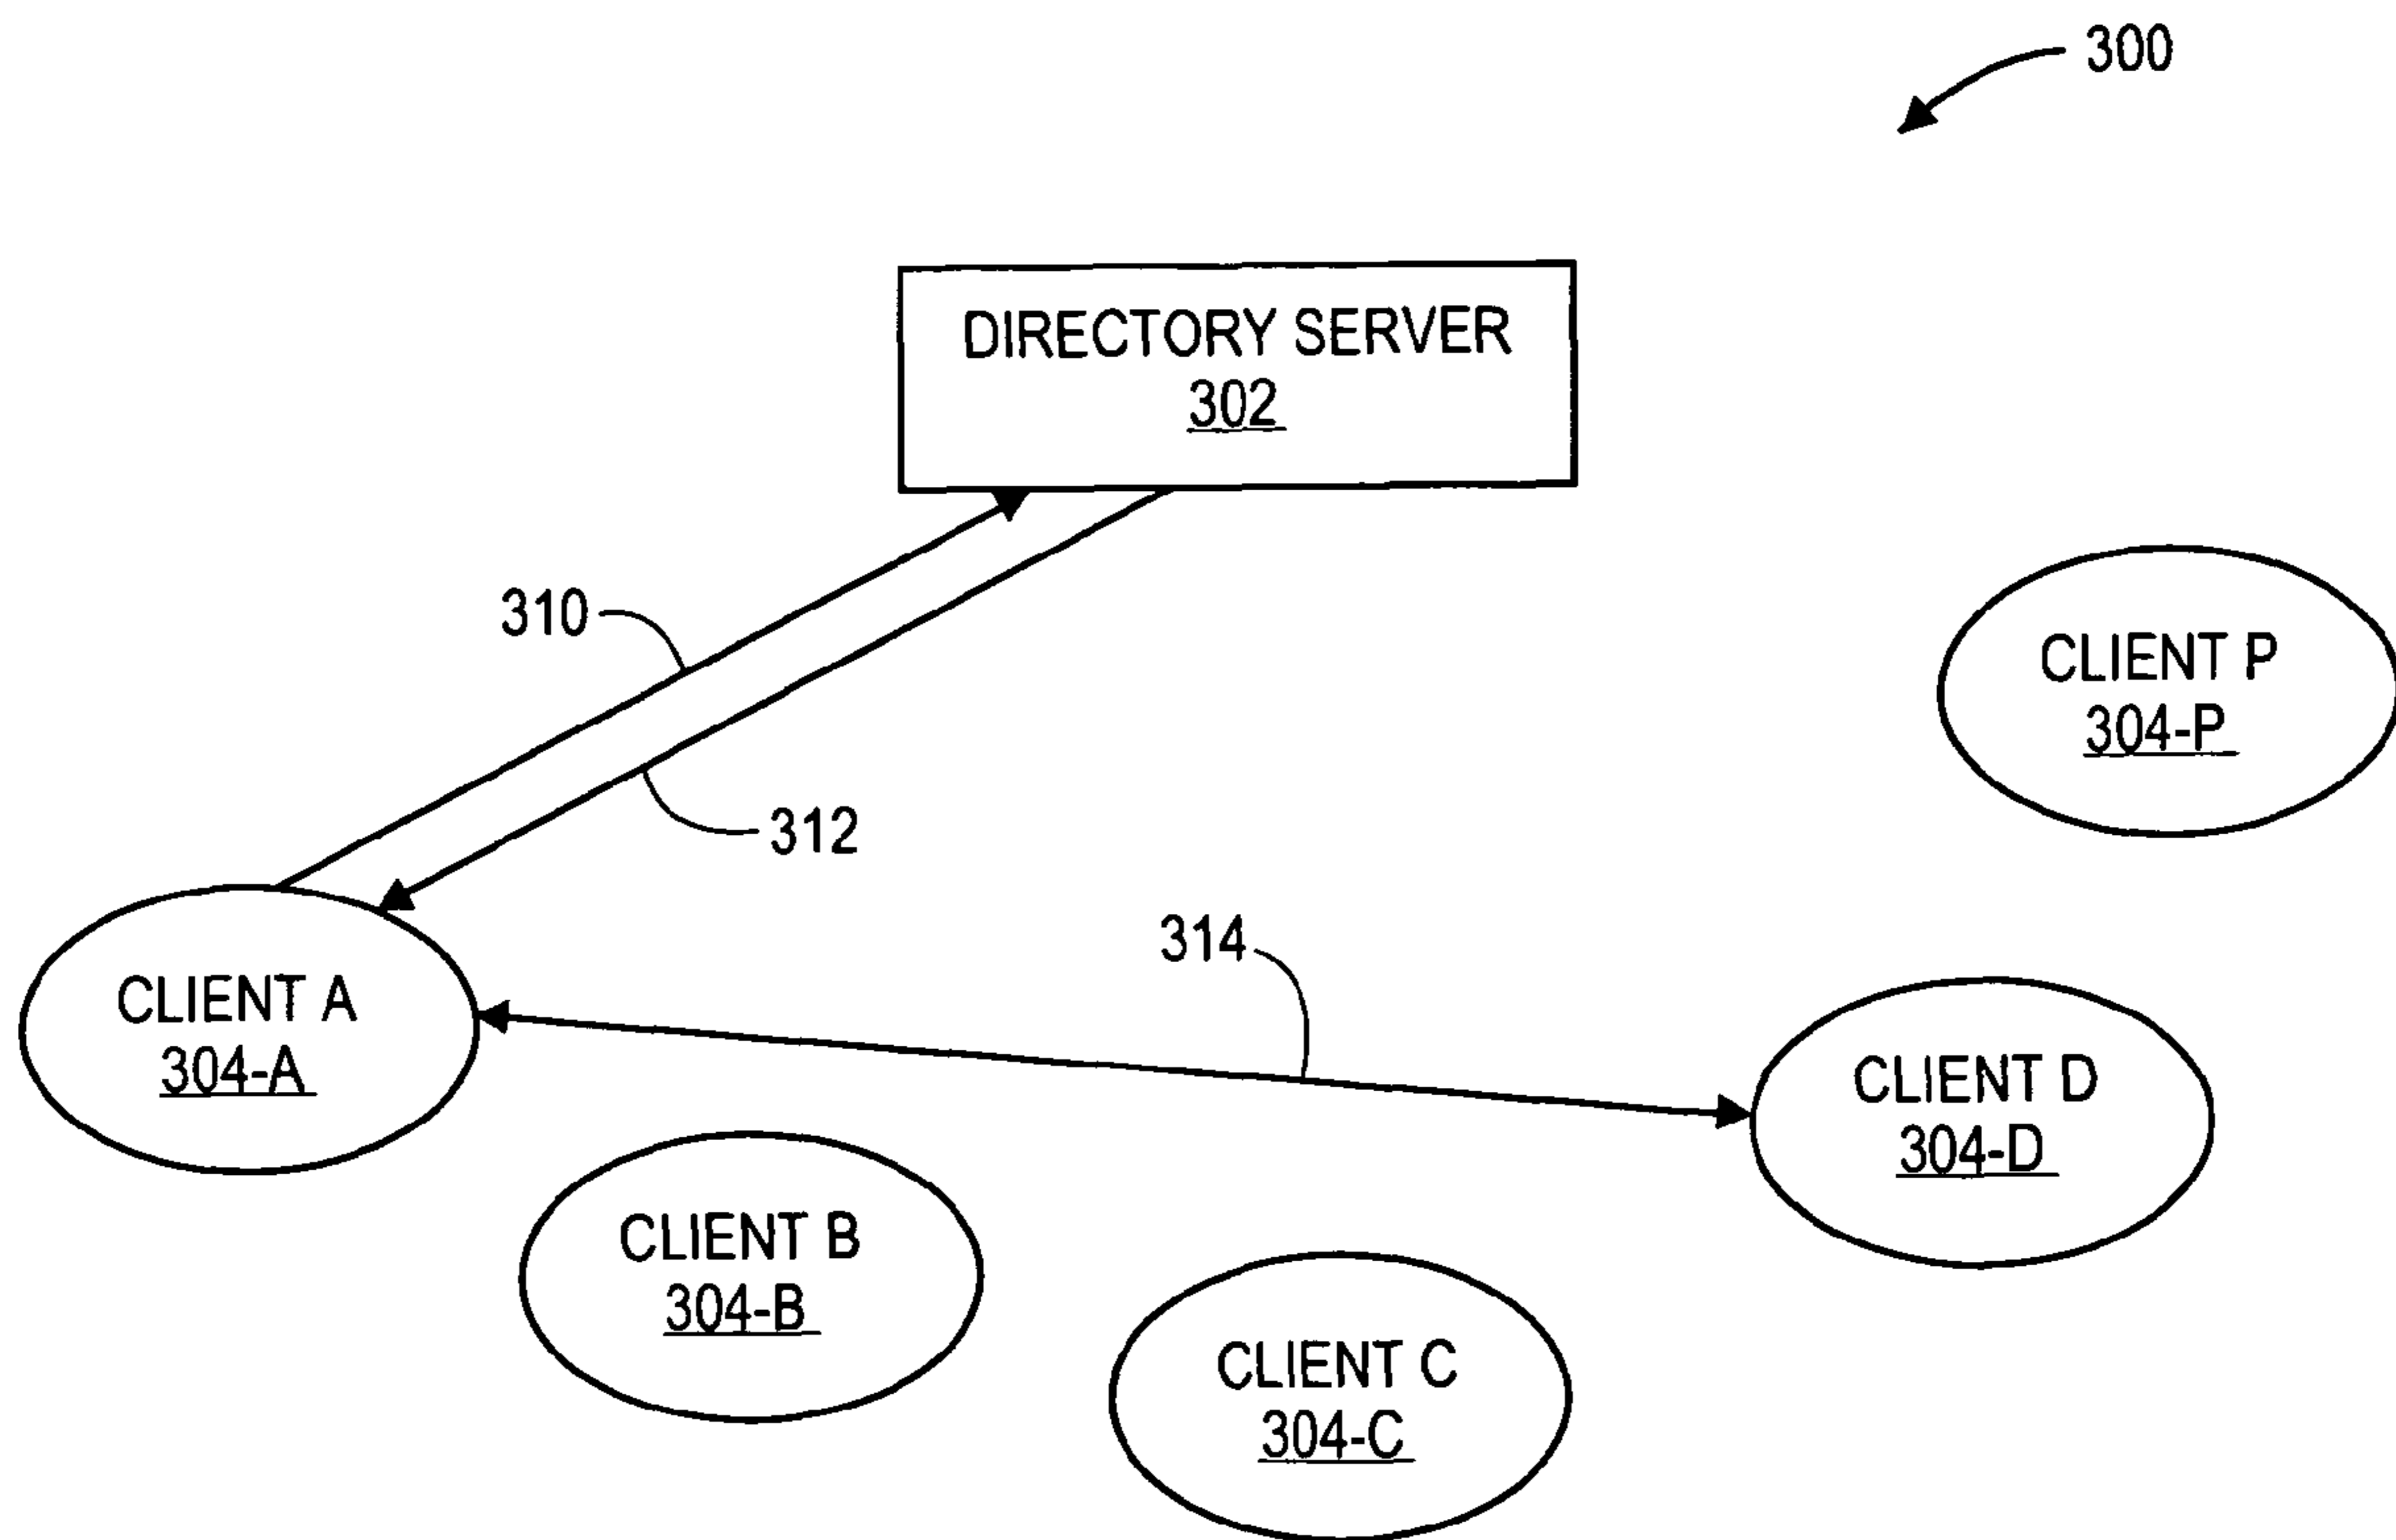 300
DIRECTORY SERVER
302
310
CLIENT P
304-P
312
314
CLIENT A
304-A
CLIENT D
304-D
CLIENT B
304-B
CLIENT C
304-C